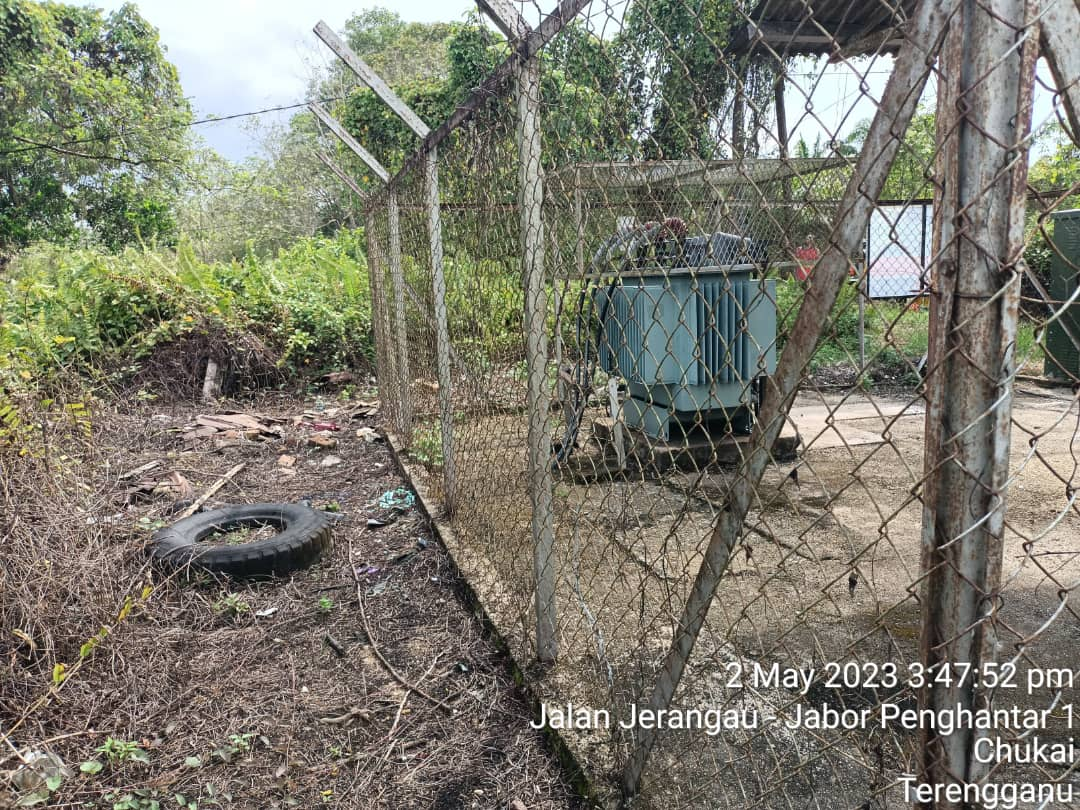 2 May 2023 3:47:52 pm
Jalan Jerangau - Jabor Penghantar 1
Chukai
Terengganu